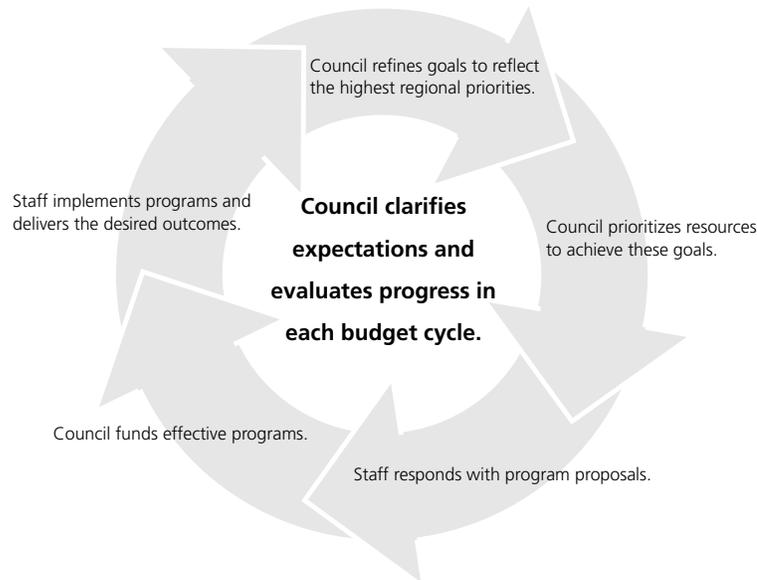 Council refines goals to reflect
the highest regional priorities.
Council prioritizes resources
to achieve these goals.
Staff responds with program proposals.
Council funds effective programs.
Staff implements programs and
delivers the desired outcomes.
Council clarifies
expectations and
evaluates progress in
each budget cycle.